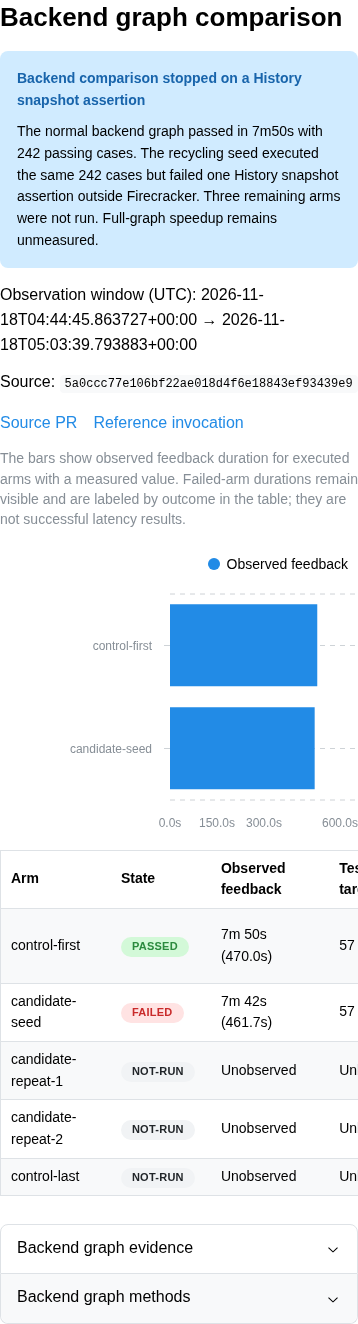 Backend graph comparison
Backend comparison stopped on a History
snapshot assertion
The normal backend graph passed in 7m50s with
242 passing cases. The recycling seed executed
the same 242 cases but failed one History snapshot
assertion outside Firecracker. Three remaining arms
were not run. Full-graph speedup remains
unmeasured.
Observation window (UTC): 2026-11-
18T04:44:45.863727+00:00 → 2026-11-
18T05:03:39.793883+00:00
Source: 5a0ccc77e106bf22ae018d4f6e18843ef93439e9
Source PR Reference invocation
The bars show observed feedback duration for executed
arms with a measured value. Failed-arm durations remain
visible and are labeled by outcome in the table; they are
not successful latency results.
Observed feedback
control-first
candidate-seed
0.0s 150.0s 300.0s 600.0s
Arm State Observed feedback Tes tar
control-first PASSED 7m 50s (470.0s) 57
candidate-seed FAILED 7m 42s (461.7s) 57
candidate-repeat-1 NOT-RUN Unobserved Un
candidate-repeat-2 NOT-RUN Unobserved Un
control-last NOT-RUN Unobserved Un
Backend graph evidence
Backend graph methods